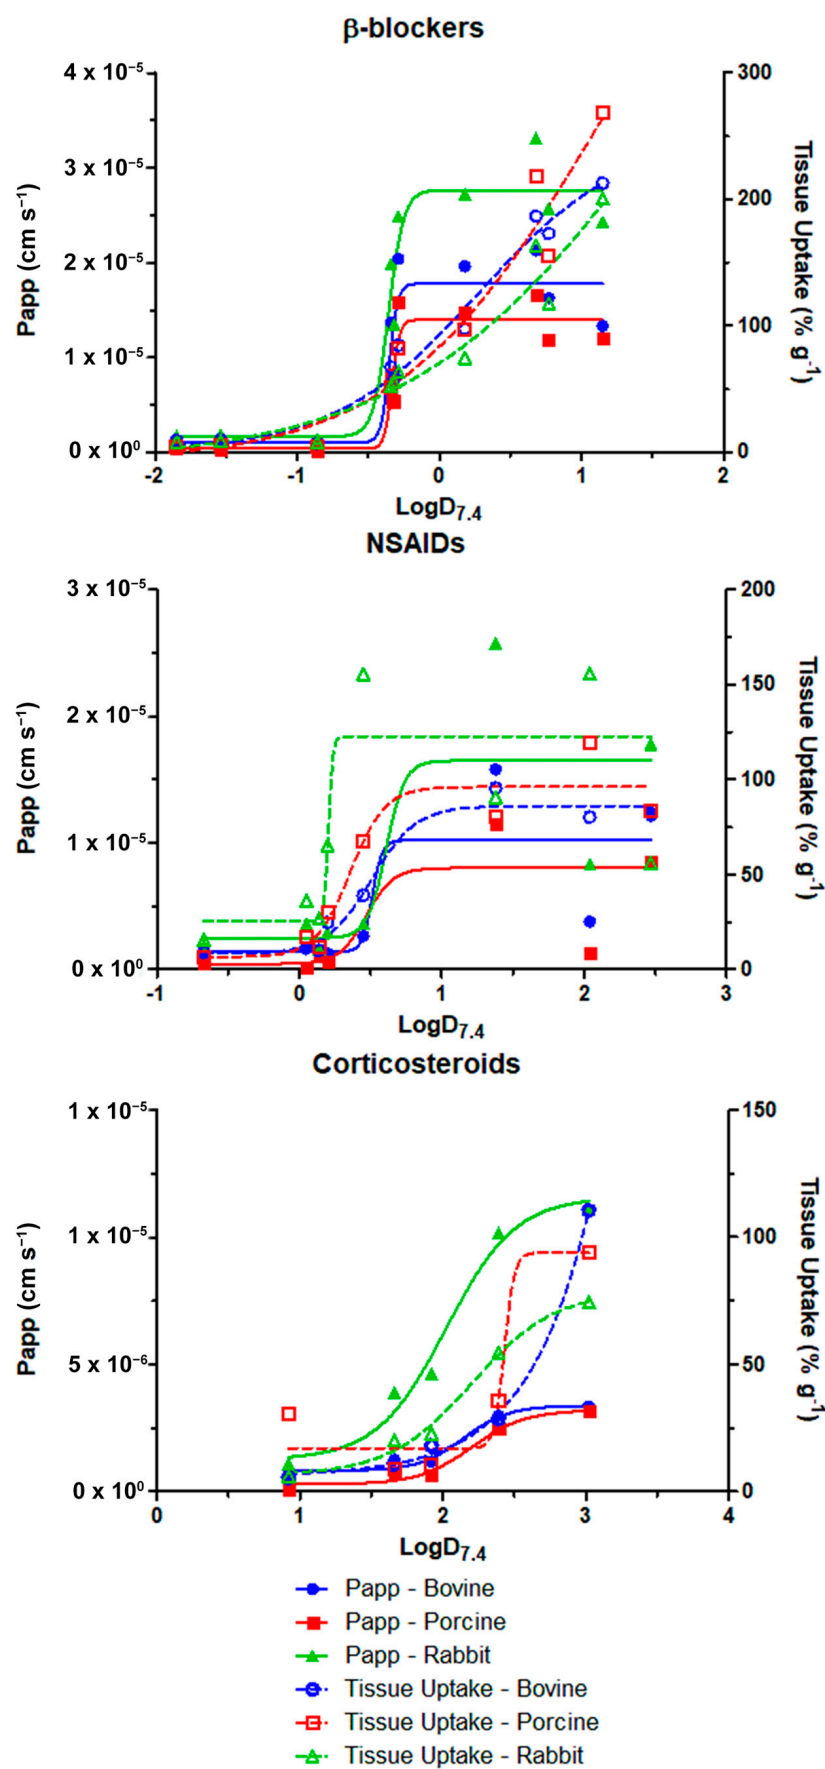 β-blockers
4 x 10⁻⁵
3 x 10⁻⁵
2 x 10⁻⁵
1 x 10⁻⁵
0 x 10⁰
Papp (cm s⁻¹)
300
200
100
0
Tissue Uptake (% g⁻¹)
-2 -1 0 1 2
LogD₇.₄
NSAIDs
3 x 10⁻⁵
2 x 10⁻⁵
1 x 10⁻⁵
0 x 10⁰
Papp (cm s⁻¹)
200
150
100
50
0
Tissue Uptake (% g⁻¹)
-1 0 1 2 3
LogD₇.₄
Corticosteroids
1 x 10⁻⁵
1 x 10⁻⁵
5 x 10⁻⁶
0 x 10⁰
Papp (cm s⁻¹)
150
100
50
0
Tissue Uptake (% g⁻¹)
0 1 2 3 4
LogD₇.₄
Papp - Bovine
Papp - Porcine
Papp - Rabbit
Tissue Uptake - Bovine
Tissue Uptake - Porcine
Tissue Uptake - Rabbit